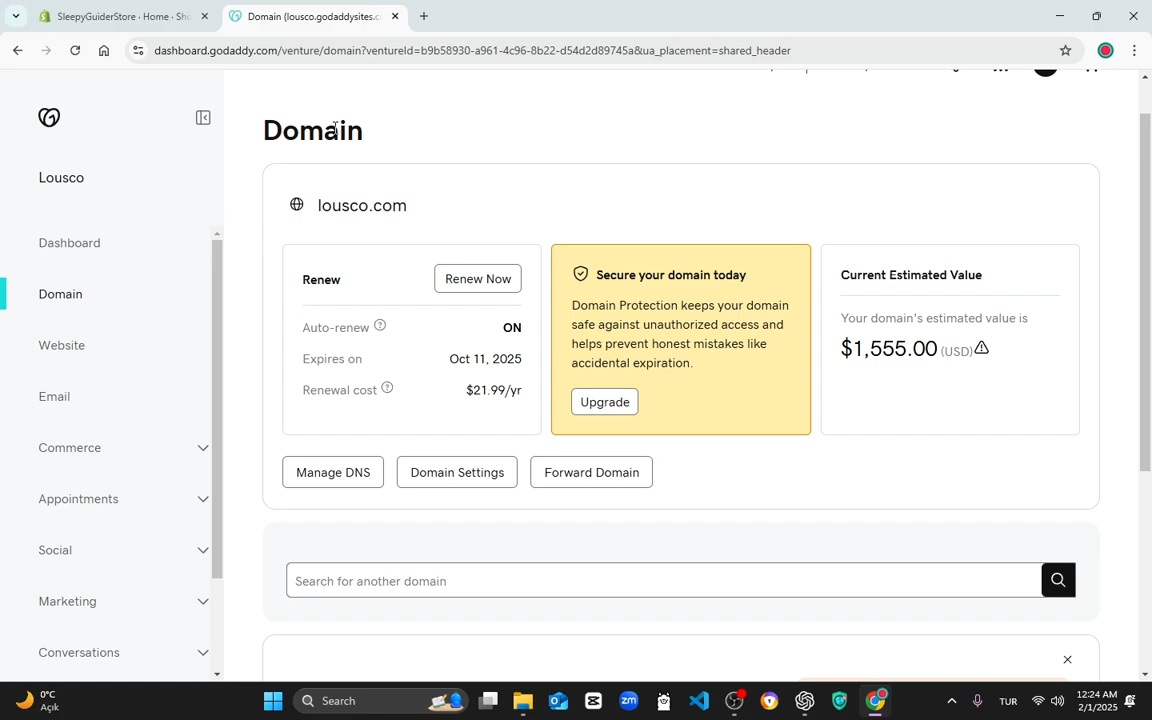 SleepyGuiderStore · Home · Sho
Domain (lousco.godaddysites.c
dashboard.godaddy.com/venture/domain?ventureId=b9b58930-a961-4c96-8b22-d54d2d89745a&ua_placement=shared_header
Lousco
Dashboard
Domain
Website
Email
Commerce
Appointments
Social
Marketing
Conversations
Domain
lousco.com
Renew
Renew Now
Auto-renew
ON
Expires on
Oct 11, 2025
Renewal cost
$21.99/yr
Secure your domain today
Domain Protection keeps your domain
safe against unauthorized access and
helps prevent honest mistakes like
accidental expiration.
Upgrade
Current Estimated Value
Your domain's estimated value is
$1,555.00 (USD)
Manage DNS
Domain Settings
Forward Domain
Search for another domain
0°C
Açık
Search
zm
TUR
12:24 AM
2/1/2025